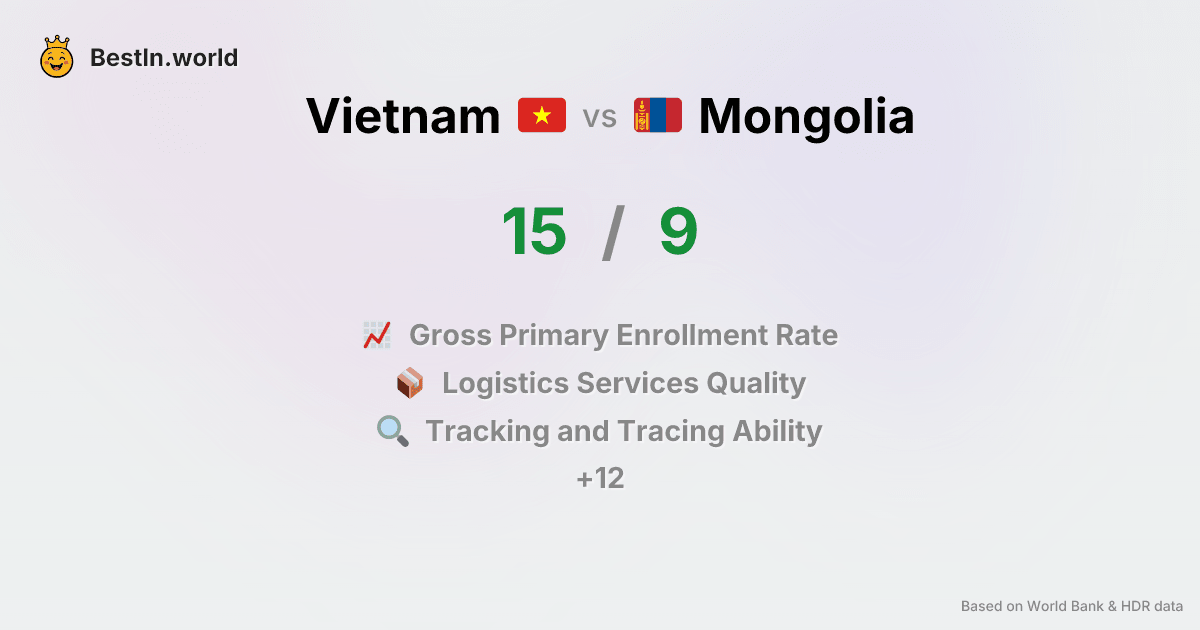 BestIn.world
Vietnam vs Mongolia
15 / 9
Gross Primary Enrollment Rate
Logistics Services Quality
Tracking and Tracing Ability
+12
Based on World Bank & HDR data